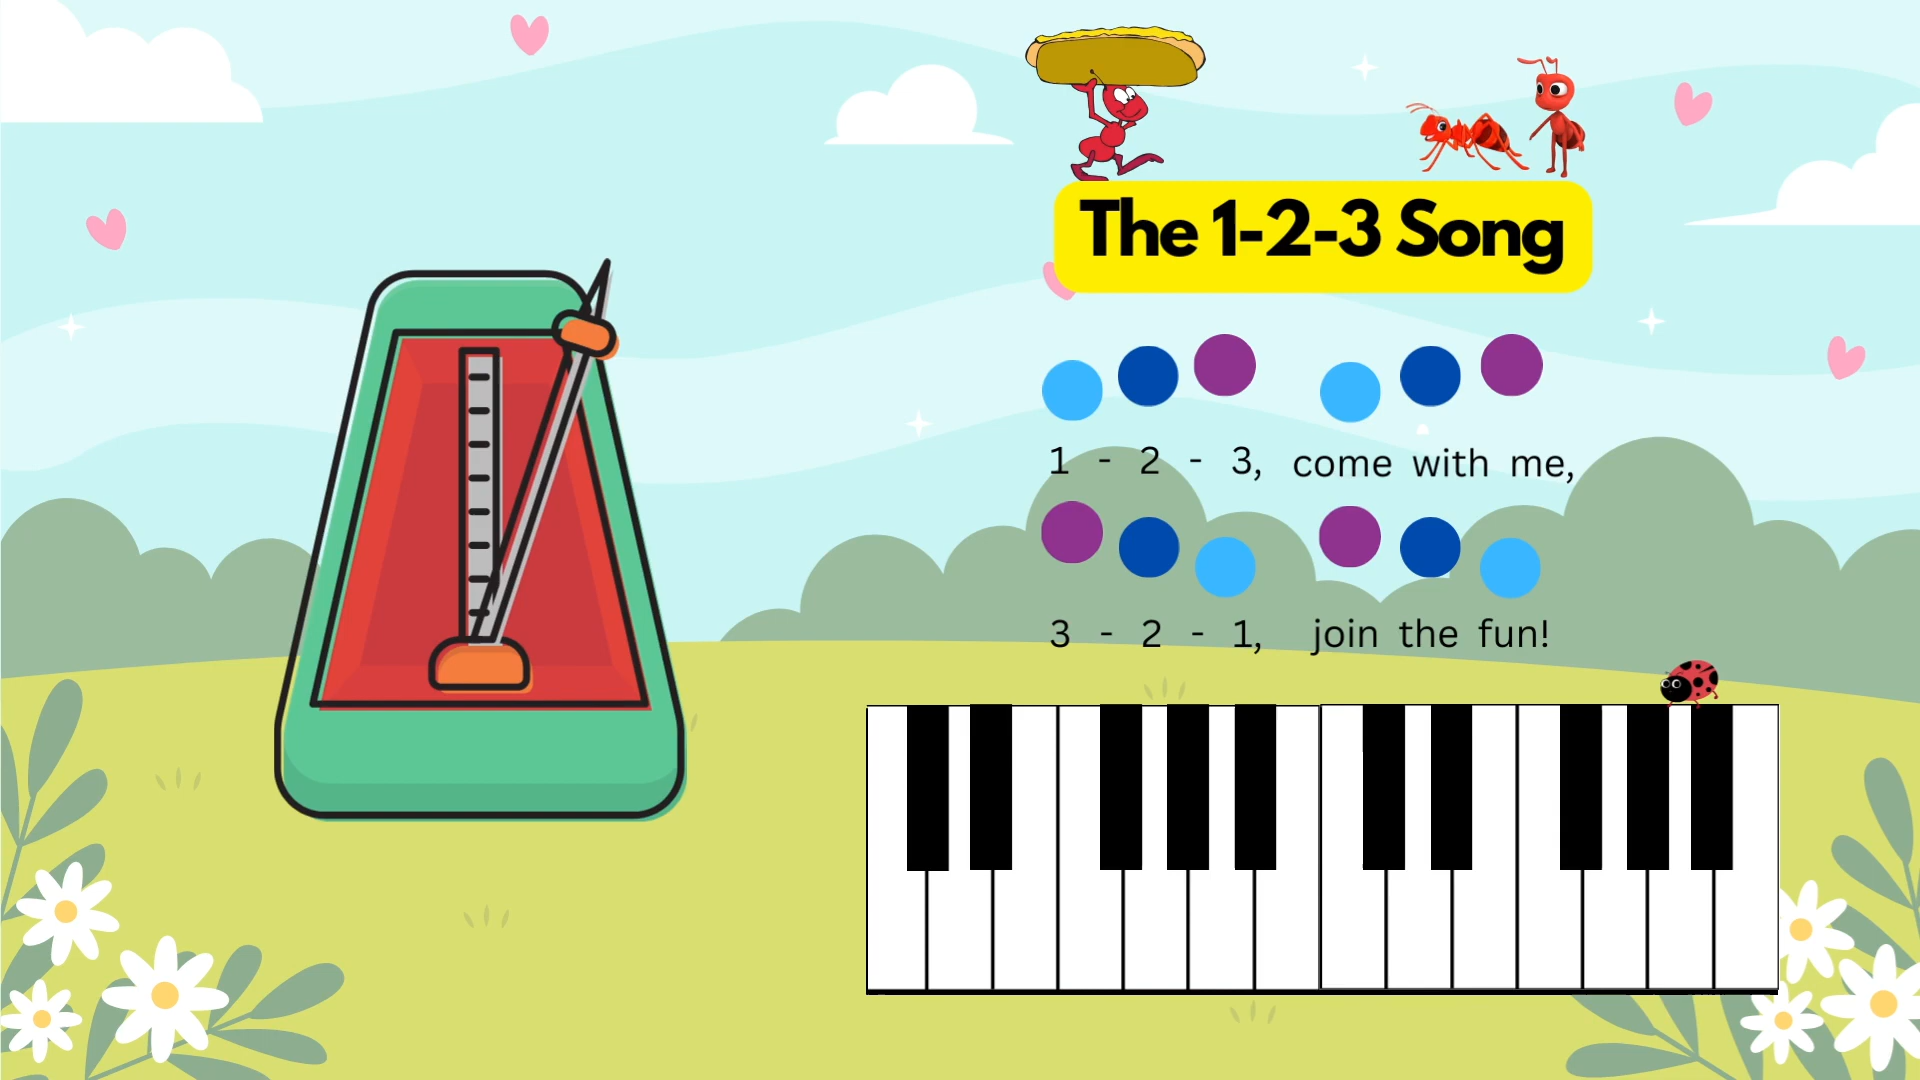 The 1-2-3 Song
1 - 2 - 3, come with me,
3 - 2 - 1, join the fun!